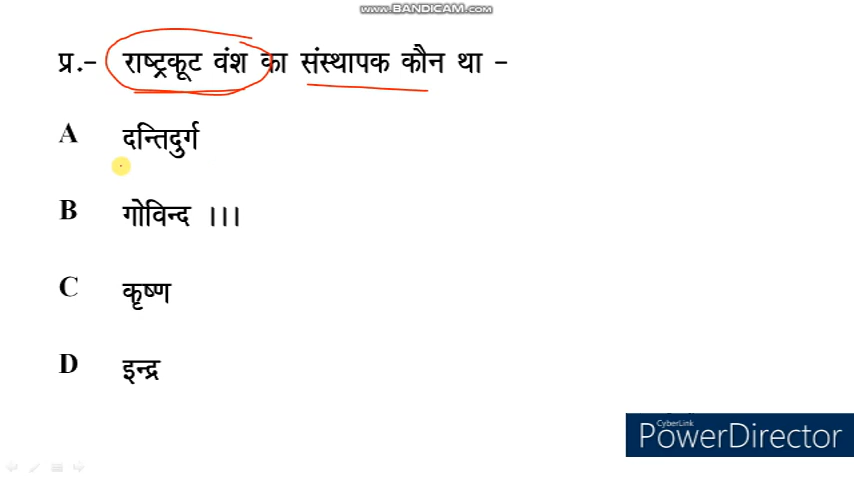 www.BANDICAM.com
प्र.- राष्ट्रकूट वंश का संस्थापक कौन था -
A दन्तिदुर्ग
B गोविन्द ।।।
C कृष्ण
D इन्द्र
CyberLink
PowerDirector